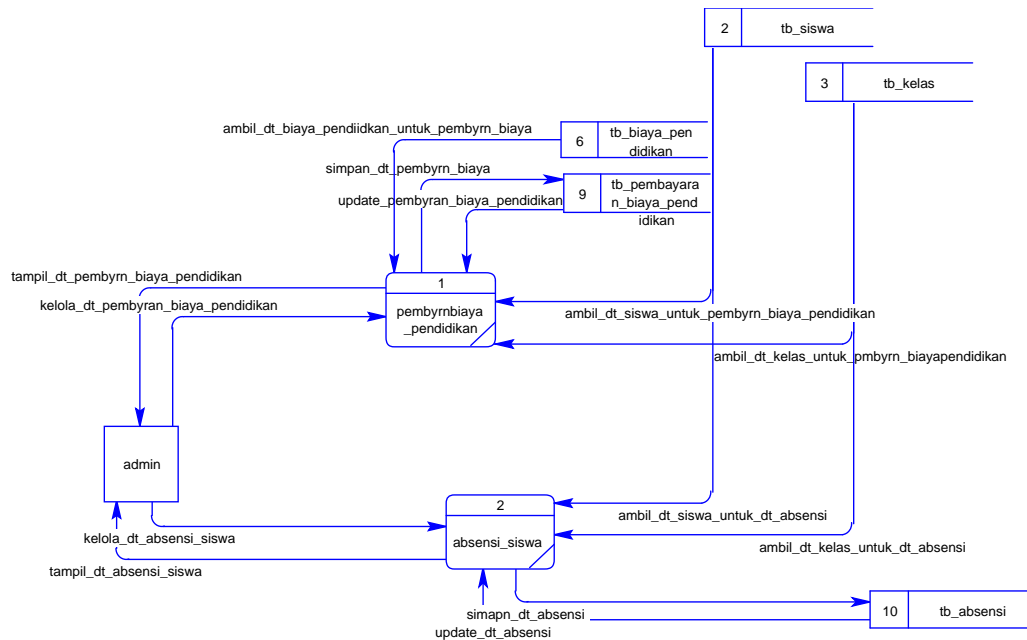 2 tb_siswa
3 tb_kelas
ambil_dt_biaya_pendiidkan_untuk_pembyrn_biaya
6 tb_biaya_pen
didikan
simpan_dt_pembyrn_biaya
9 tb_pembayara
n_biaya_pend
idikan
update_pembyran_biaya_pendidikan
tampil_dt_pembyrn_biaya_pendidikan
1
kelola_dt_pembyran_biaya_pendidikan
pembyrnbiaya
_pendidikan
ambil_dt_siswa_untuk_pembyrn_biaya_pendidikan
ambil_dt_kelas_untuk_pmbyrn_biayapendidikan
admin
2
ambil_dt_siswa_untuk_dt_absensi
kelola_dt_absensi_siswa
absensi_siswa
ambil_dt_kelas_untuk_dt_absensi
tampil_dt_absensi_siswa
simapn_dt_absensi
10 tb_absensi
update_dt_absensi